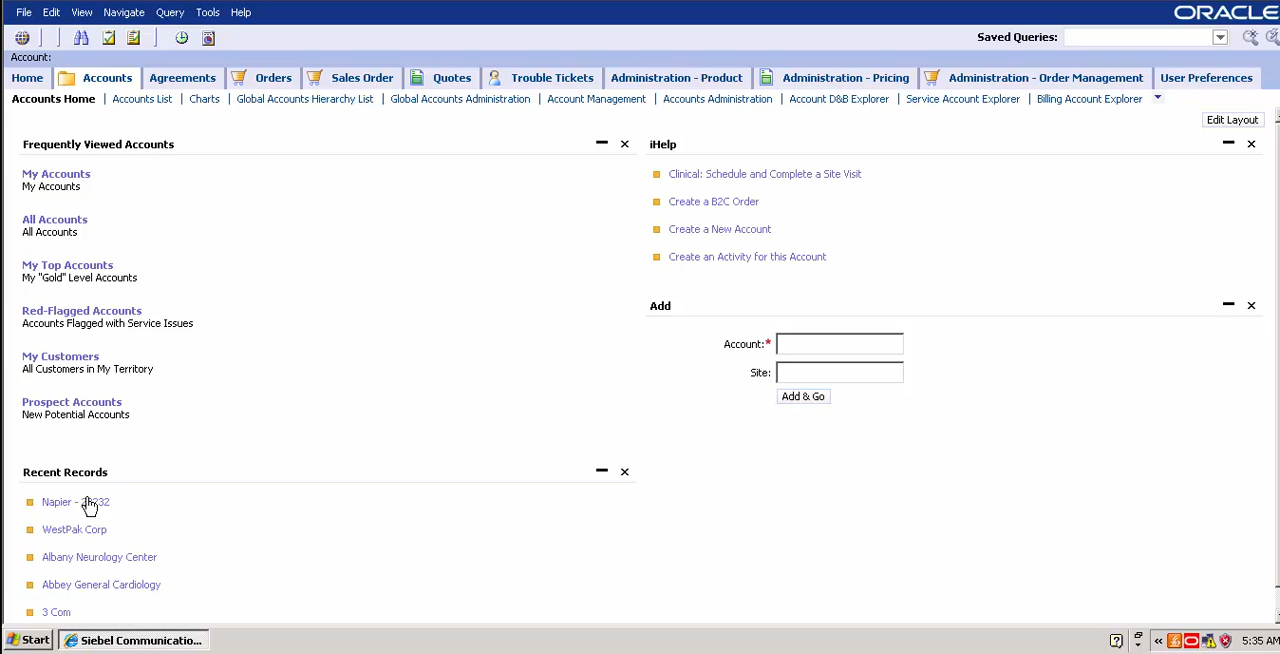 File Edit View Navigate Query Tools Help
ORACLE
Saved Queries:
Account:
Home Accounts Agreements Orders Sales Order Quotes Trouble Tickets Administration - Product Administration - Pricing Administration - Order Management User Preferences
Accounts Home | Accounts List | Charts | Global Accounts Hierarchy List | Global Accounts Administration | Account Management | Accounts Administration | Account D&B Explorer | Service Account Explorer | Billing Account Explorer
Edit Layout
Frequently Viewed Accounts
My Accounts
My Accounts
All Accounts
All Accounts
My Top Accounts
My "Gold" Level Accounts
Red-Flagged Accounts
Accounts Flagged with Service Issues
My Customers
All Customers in My Territory
Prospect Accounts
New Potential Accounts
iHelp
Clinical: Schedule and Complete a Site Visit
Create a B2C Order
Create a New Account
Create an Activity for this Account
Add
Account:*
Site:
Add & Go
Recent Records
Napier -
WestPak Corp
Albany Neurology Center
Abbey General Cardiology
3 Com
Start Siebel Communicatio... 5:35 AM